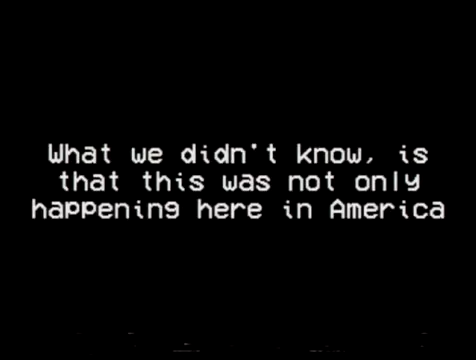 What we didn't know, is
that this was not only
happening here in America